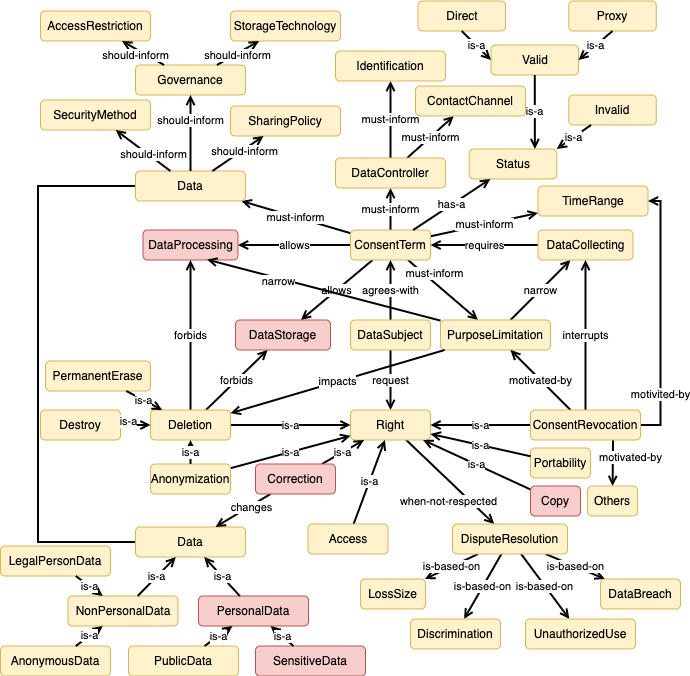 Direct
Proxy
AccessRestriction
StorageTechnology
is-a
is-a
should-inform
should-inform
Identification
Valid
Governance
ContactChannel
SecurityMethod
should-inform
SharingPolicy
must-inform
is-a
Invalid
must-inform
is-a
should-inform
should-inform
Status
DataController
Data
has-a
TimeRange
must-inform
must-inform
must-inform
DataProcessing
allows
ConsentTerm
requires
DataCollecting
must-inform
narrow
allows
agrees-with
narrow
forbids
DataStorage
DataSubject
PurposeLimitation
interrupts
PermanentErase
forbids
impacts
request
motivated-by
motivited-by
is-a
Destroy
is-a
Deletion
is-a
Right
is-a
ConsentRevocation
is-a
is-a
is-a
is-a
motivated-by
Portability
is-a
Anonymization
Correction
is-a
Copy
Others
changes
when-not-respected
Data
Access
DisputeResolution
LegalPersonData
is-based-on
is-based-on
is-a
is-a
is-a
is-based-on
is-based-on
LossSize
DataBreach
NonPersonalData
PersonalData
is-a
is-a
is-a
Discrimination
UnauthorizedUse
AnonymousData
PublicData
SensitiveData